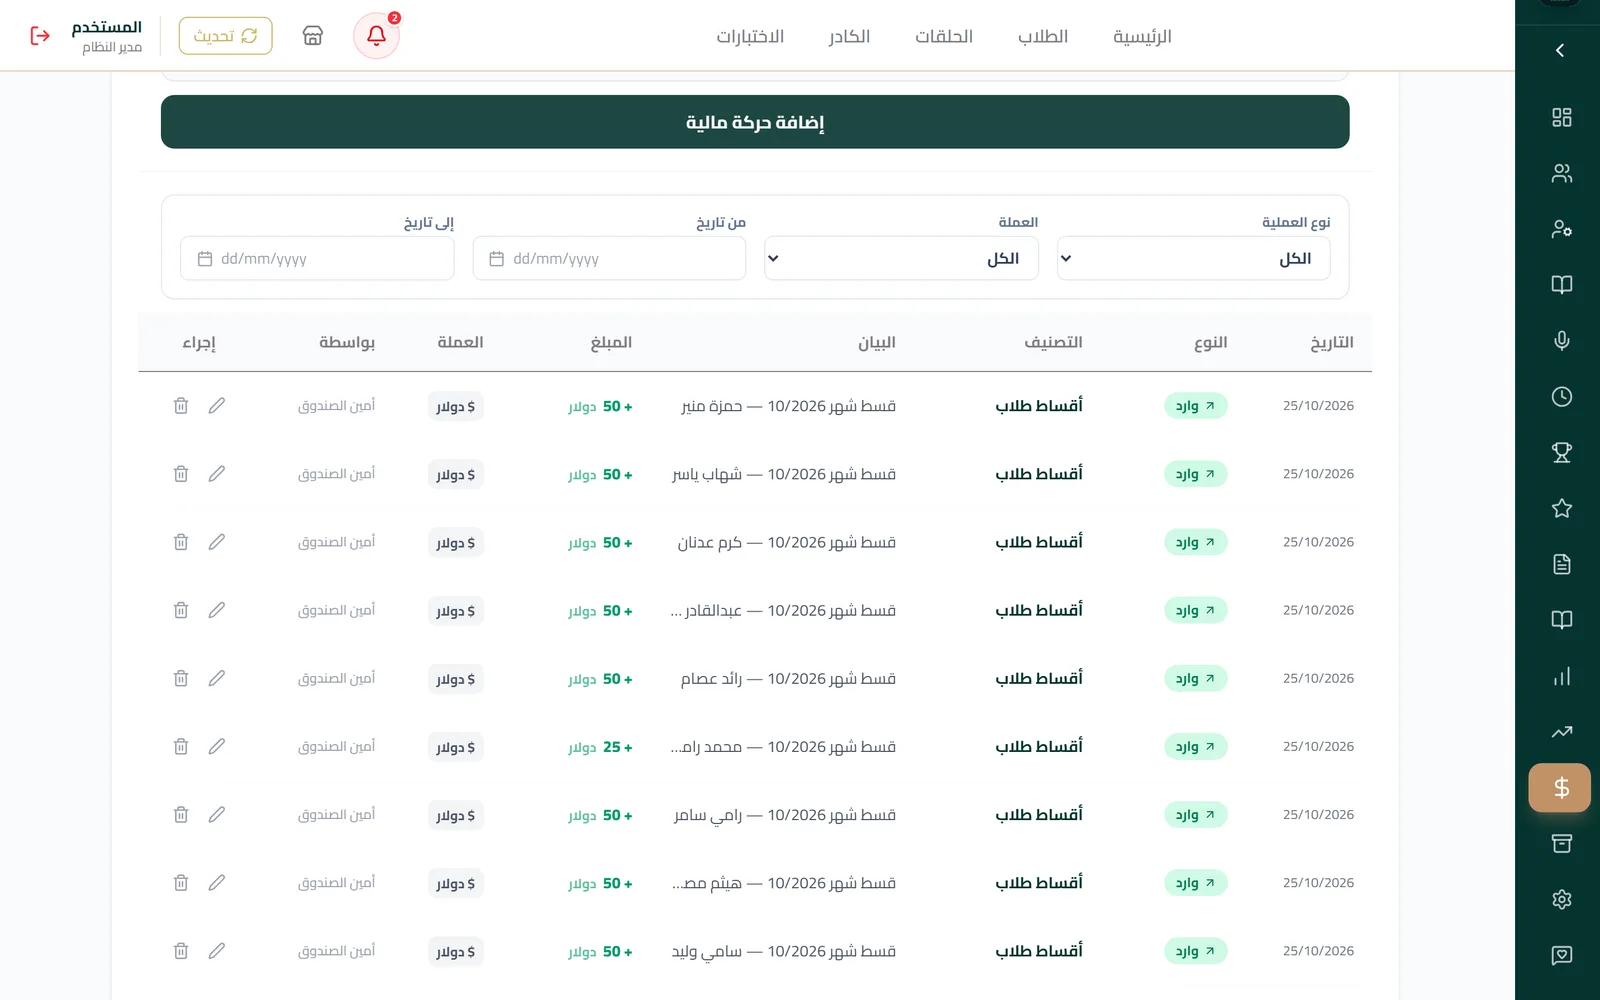 الرئيسية الطلاب الحلقات الكادر الاختبارات
2
تحديث
المستخدم
مدير النظام
إضافة حركة مالية
نوع العملية العملة من تاريخ إلى تاريخ
الكل الكل dd/mm/yyyy dd/mm/yyyy
التاريخ النوع التصنيف البيان المبلغ العملة بواسطة إجراء
25/10/2026 وارد أقساط طلاب قسط شهر 10/2026 — حمزة منير + 50 دولار $ دولار أمين الصندوق
25/10/2026 وارد أقساط طلاب قسط شهر 10/2026 — شهاب ياسر + 50 دولار $ دولار أمين الصندوق
25/10/2026 وارد أقساط طلاب قسط شهر 10/2026 — كرم عدنان + 50 دولار $ دولار أمين الصندوق
25/10/2026 وارد أقساط طلاب قسط شهر 10/2026 — عبدالقادر ... + 50 دولار $ دولار أمين الصندوق
25/10/2026 وارد أقساط طلاب قسط شهر 10/2026 — رائد عصام + 50 دولار $ دولار أمين الصندوق
25/10/2026 وارد أقساط طلاب قسط شهر 10/2026 — محمد رامـ... + 25 دولار $ دولار أمين الصندوق
25/10/2026 وارد أقساط طلاب قسط شهر 10/2026 — رامي سامر + 50 دولار $ دولار أمين الصندوق
25/10/2026 وارد أقساط طلاب قسط شهر 10/2026 — هيثم مصـ... + 50 دولار $ دولار أمين الصندوق
25/10/2026 وارد أقساط طلاب قسط شهر 10/2026 — سامي وليد + 50 دولار $ دولار أمين الصندوق